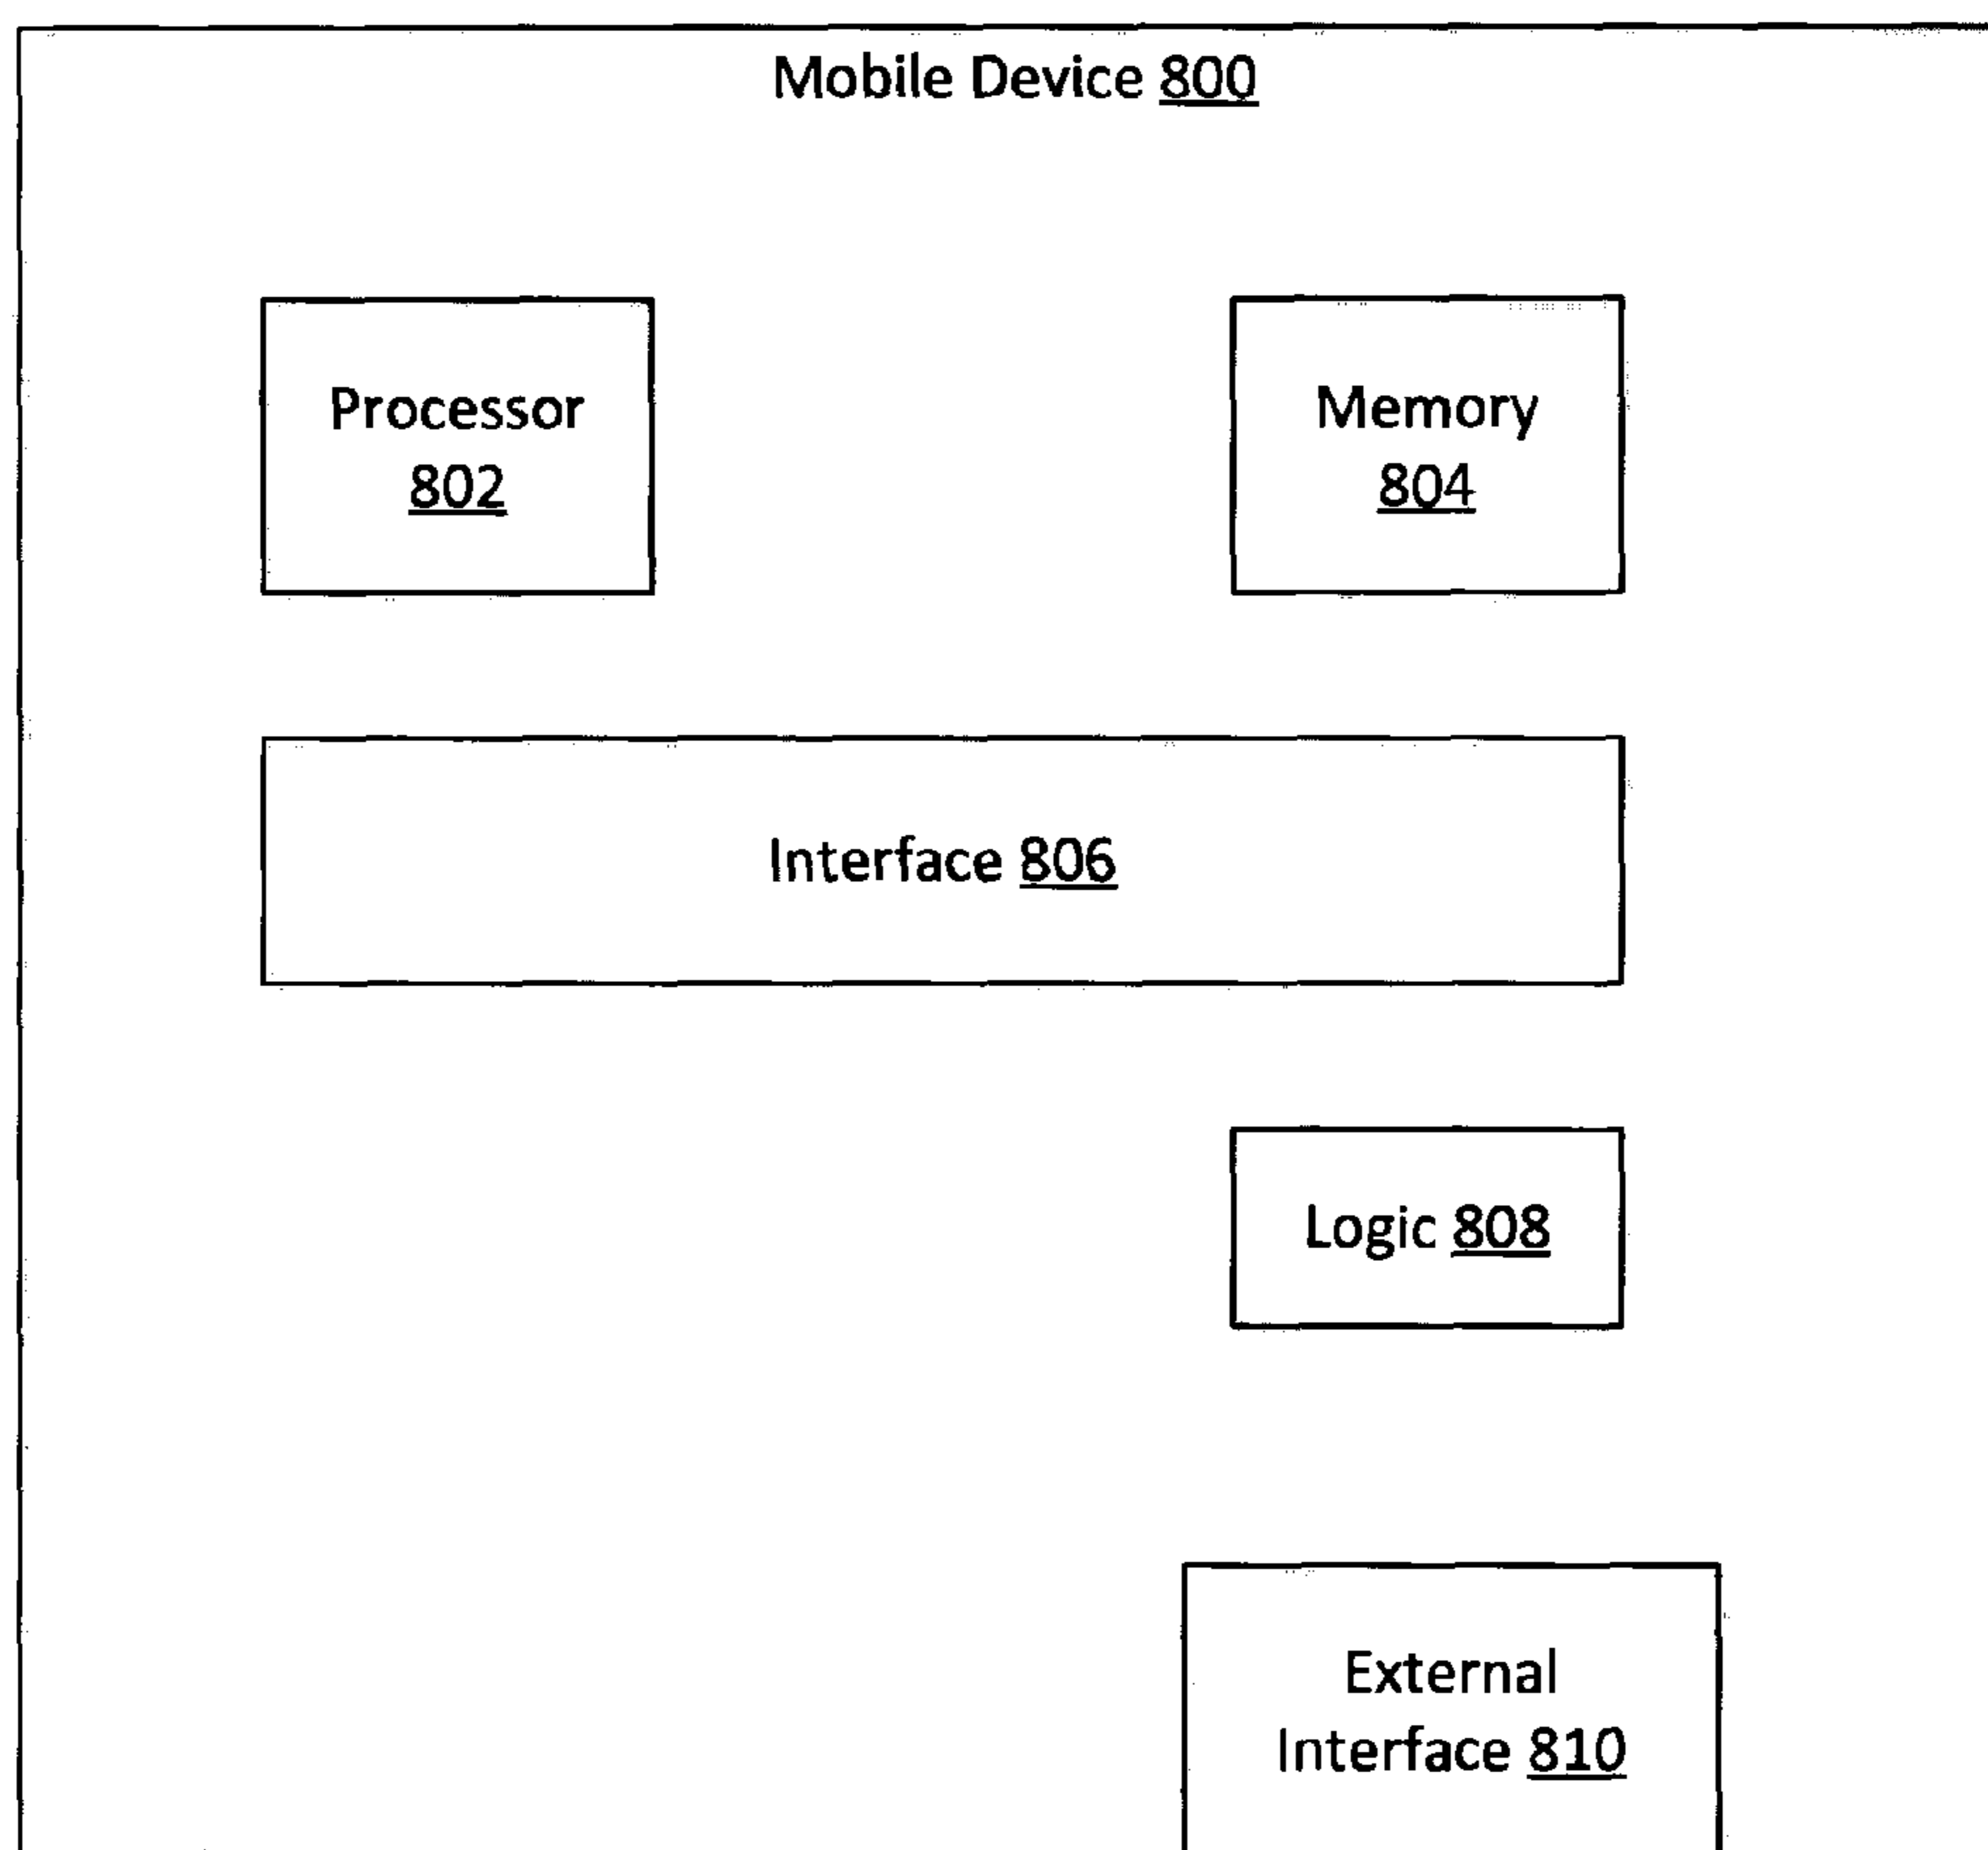 Mobile Device 800
Processor
802
Memory
804
Interface 806
Logic 808
External
Interface 810